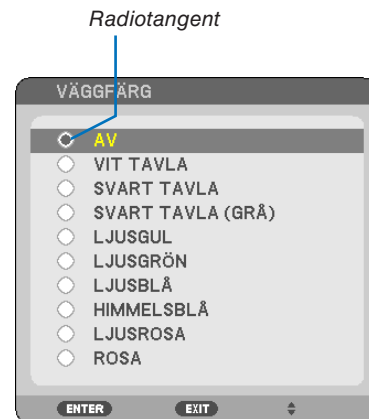 Radiotangent
VÄGGFÄRG
AV
VIT TAVLA
SVART TAVLA
SVART TAVLA (GRÅ)
LJUSGUL
LJUSGRÖN
LJUSBLÅ
HIMMELSBLÅ
LJUSROSA
ROSA
ENTER EXIT